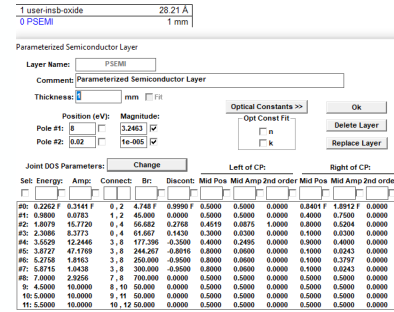 1 user-insb-oxide 28.21 Å
0 PSEMI 1 mm
Parameterized Semiconductor Layer
Layer Name: PSEMI
Comment: Parameterized Semiconductor Layer
Thickness: 1 mm Fit
Optical Constants >> Ok
Position (eV): Magnitude: Opt Const Fit
Pole #1: 8 3.2463 n Delete Layer
Pole #2: 0.02 1e-005 k Replace Layer
Joint DOS Parameters: Change Left of CP: Right of CP:
Sel: Energy: Amp: Connect: Br: Discont: Mid Pos Mid Amp 2nd order Mid Pos Mid Amp 2nd order
#0: 0.2262 F 0.3141 F 0 , 2 4.748 F 0.9990 F 0.5000 0.5000 0.0000 0.8401 F 1.8912 F 0.0000
#1: 0.9800 0.0783 1 , 2 45.000 0.0000 0.5000 0.5000 0.0000 0.4000 0.7500 0.0000
#2: 1.8079 15.7720 0 , 4 56.682 0.2768 0.4519 0.0875 1.0000 0.8000 0.5204 0.0000
#3: 2.3086 8.3773 0 , 4 61.667 0.1430 0.3000 0.0300 0.0000 0.1000 0.0300 0.0000
#4: 3.5529 12.2446 3 , 8 177.396 -0.3500 0.4000 0.2495 0.0000 0.9000 0.4000 0.0000
#5: 3.8727 47.1769 3 , 8 244.267 -0.8015 0.8000 0.0600 0.0000 0.1000 0.0243 0.0000
#6: 5.2758 1.8163 3 , 8 250.000 -0.9500 0.8000 0.0600 0.0000 0.1000 0.3797 0.0000
#7: 5.8715 1.0438 3 , 8 300.000 -0.9500 0.8000 0.0600 0.0000 0.1000 0.0243 0.0000
#8: 7.0000 2.9256 7 , 8 700.000 0.0000 0.5000 0.5000 0.0000 0.5000 0.5000 0.0000
9: 4.5000 10.0000 8 , 10 50.000 0.0000 0.5000 0.5000 0.0000 0.5000 0.5000 0.0000
10: 5.0000 10.0000 9 , 11 50.000 0.0000 0.5000 0.5000 0.0000 0.5000 0.5000 0.0000
11: 5.5000 10.0000 10 , 12 50.000 0.0000 0.5000 0.5000 0.0000 0.5000 0.5000 0.0000